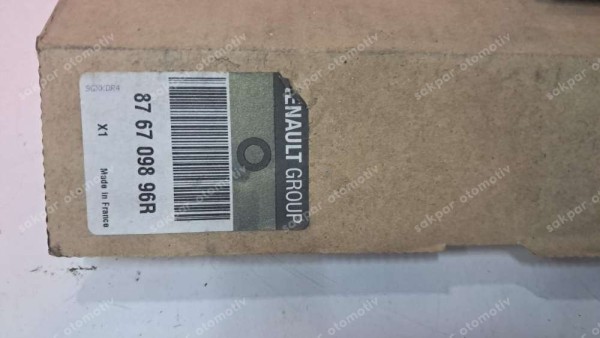 RENAULT GROUP
87 67 098 96R
X1
Made in France
sakpar otomotiv